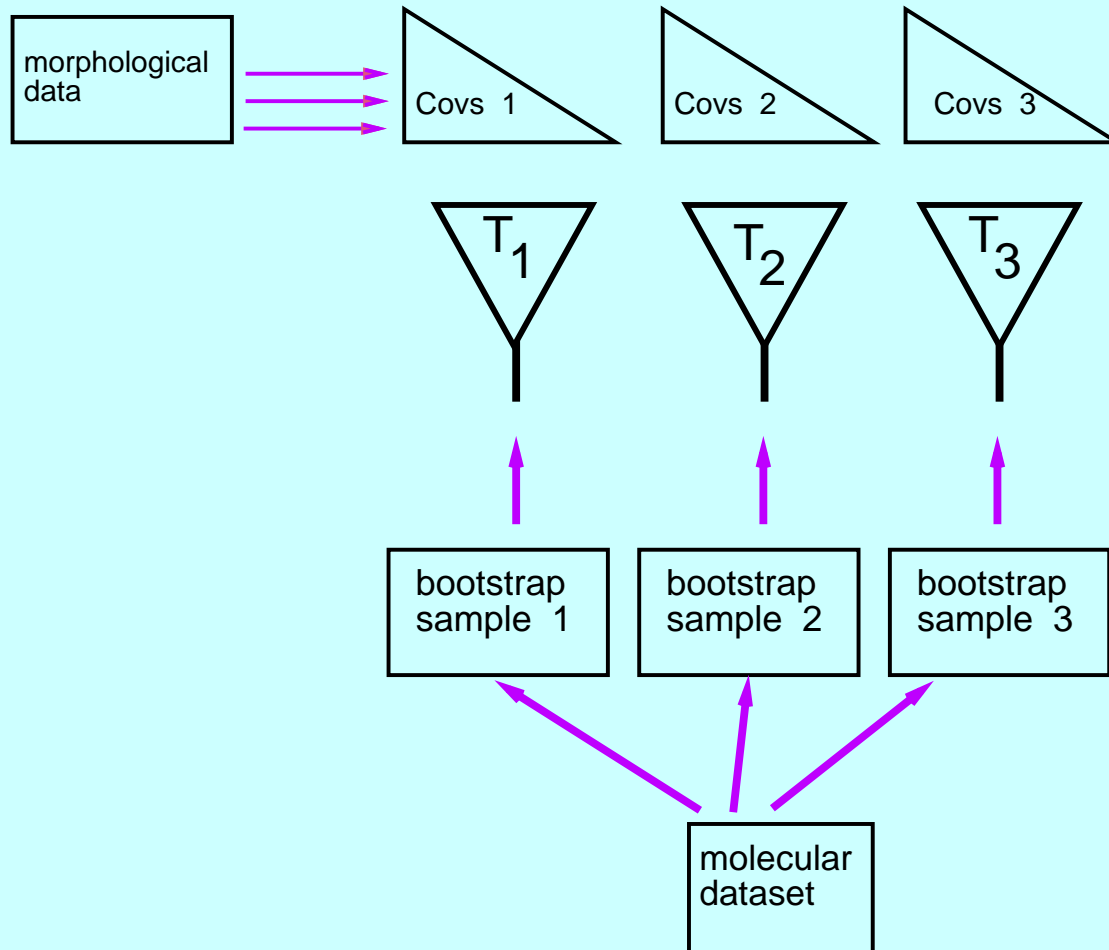 morphological
data
Covs 1
Covs 2
Covs 3
T1
T2
T3
bootstrap
sample 1
bootstrap
sample 2
bootstrap
sample 3
molecular
dataset